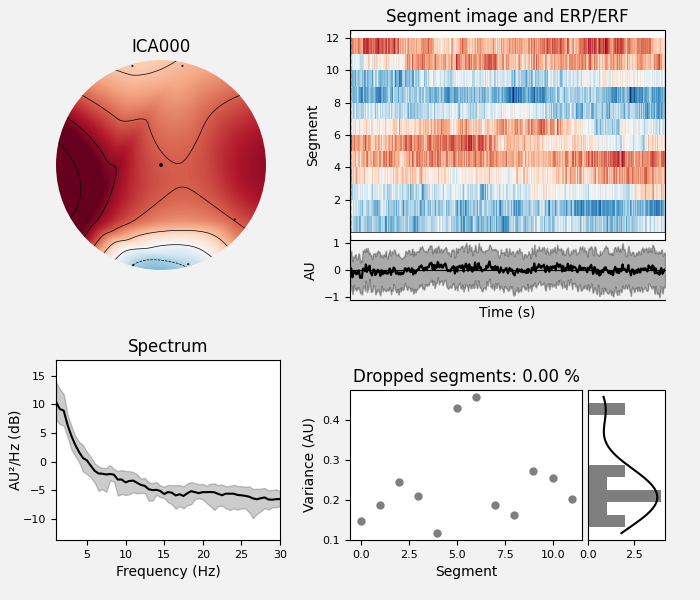 ICA000
Segment image and ERP/ERF
12
10
8
6
4
2
Segment
1
0
−1
AU
Time (s)
Spectrum
15
10
5
0
−5
−10
AU²/Hz (dB)
5 10 15 20 25 30
Frequency (Hz)
Dropped segments: 0.00 %
0.4
0.3
0.2
0.1
Variance (AU)
0.0 2.5 5.0 7.5 10.0
Segment
0.0 2.5